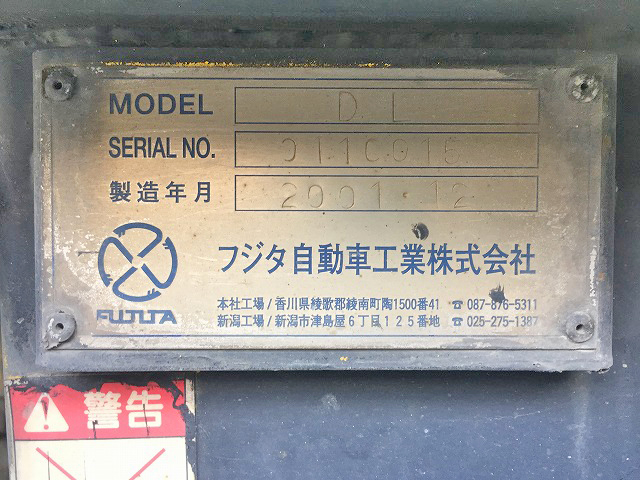 MODEL D L
SERIAL NO. 0110016
製造年月 2001.12
フジタ自動車工業株式会社
FUJITA
本社工場/香川県綾歌郡綾南町陶1500番41 ☎ 087-876-5311
新潟工場/新潟市津島屋6丁目125番地 ☎ 025-275-1387
警告